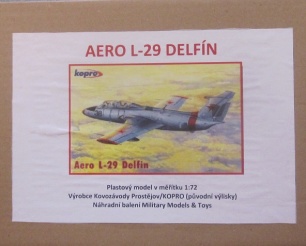 AERO L-29 DELFÍN
kopro
Aero L-29 Delfin
Plastový model v měřítku 1:72
Výrobce Kovozávody Prostějov/KOPRO (původní výlisky)
Náhradní balení Military Models & Toys